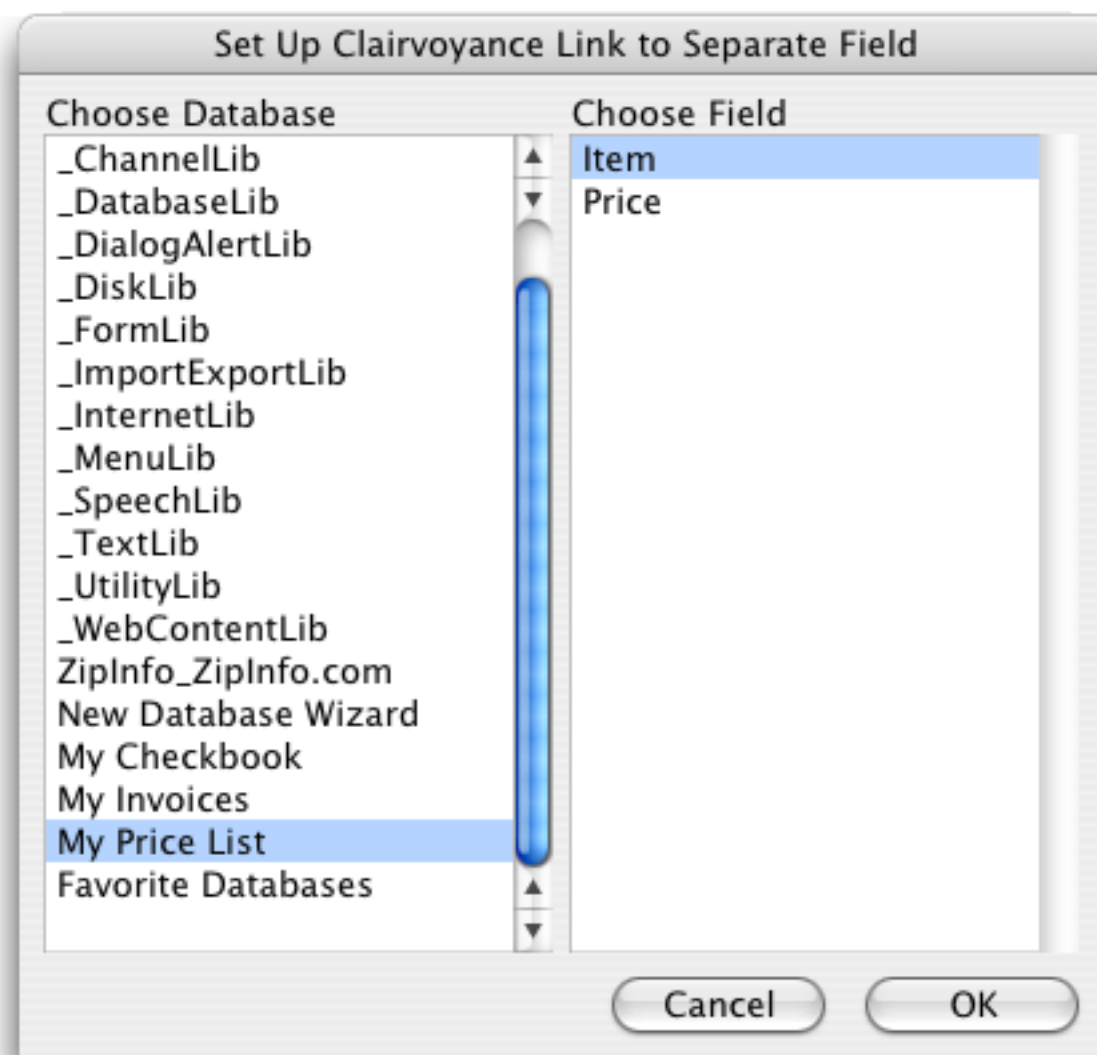 Set Up Clairvoyance Link to Separate Field
Choose Database
_ChannelLib
_DatabaseLib
_DialogAlertLib
_DiskLib
_FormLib
_ImportExportLib
_InternetLib
_MenuLib
_SpeechLib
_TextLib
_UtilityLib
_WebContentLib
ZipInfo_ZipInfo.com
New Database Wizard
My Checkbook
My Invoices
My Price List
Favorite Databases
Choose Field
Item
Price
Cancel
OK